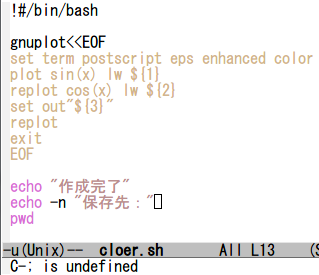 !#/bin/bash
gnuplot<<EOF
set term postscript eps enhanced color
plot sin(x) lw ${1}
replot cos(x) lw ${2}
set out"${3}"
replot
exit
EOF
echo "作成完了"
echo -n "保存先："
pwd
-u(Unix)-- cloer.sh All L13 (S
C-; is undefined